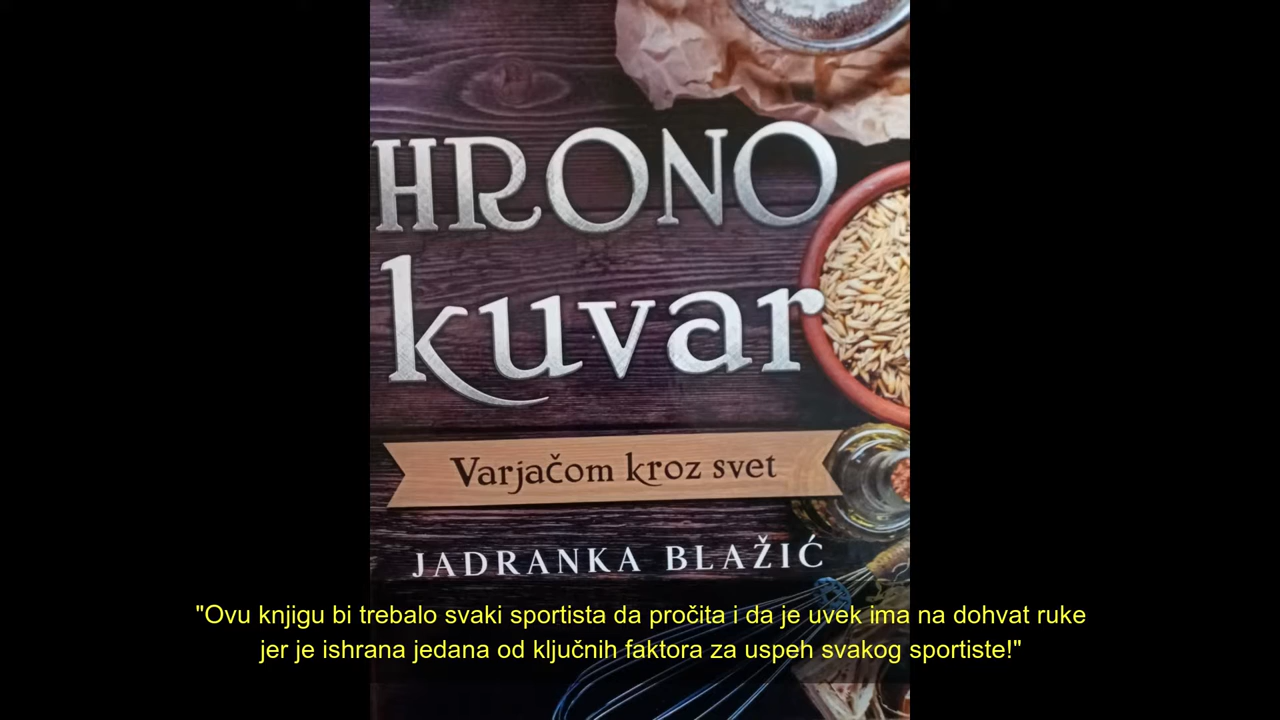 HRONO
kuvar
Varjačom kroz svet
JADRANKA BLAŽIĆ
"Ovu knjigu bi trebalo svaki sportista da pročita i da je uvek ima na dohvat ruke
jer je ishrana jedana od ključnih faktora za uspeh svakog sportiste!"